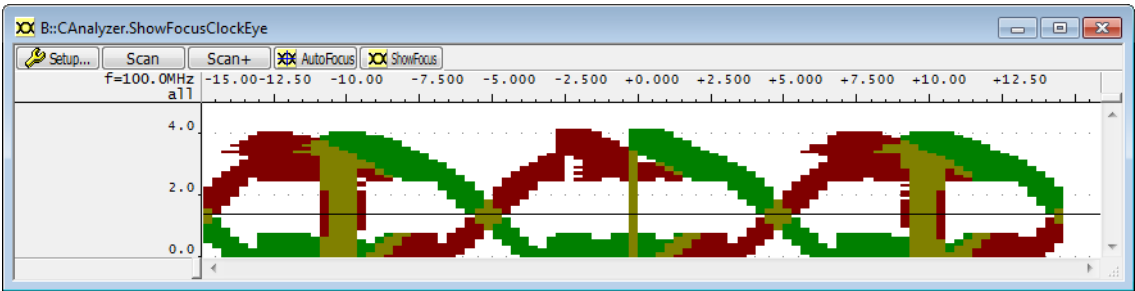 B::CAnalyzer.ShowFocusClockEye
Setup... Scan Scan+ AutoFocus ShowFocus
f=100.0MHz -15.00-12.50 -10.00 -7.500 -5.000 -2.500 +0.000 +2.500 +5.000 +7.500 +10.00 +12.50
all
4.0
2.0
0.0